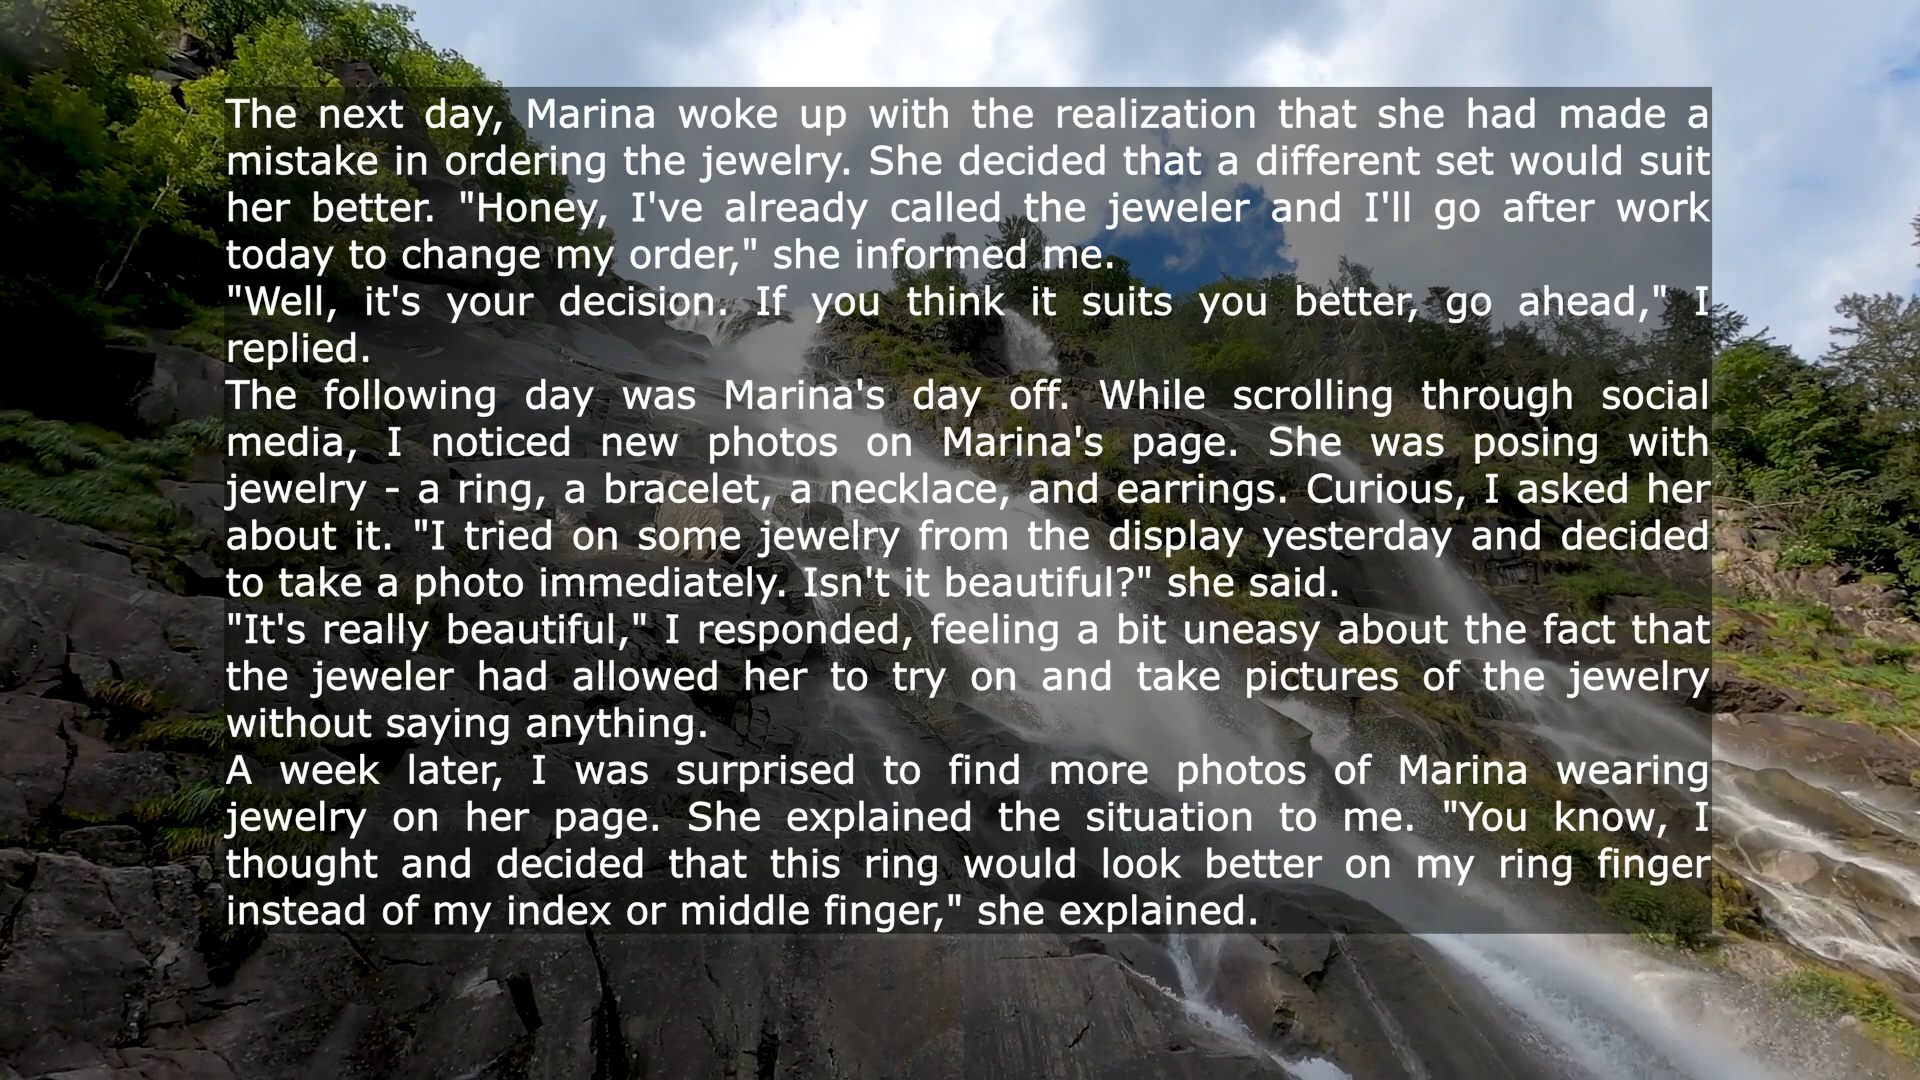 The next day, Marina woke up with the realization that she had made a
mistake in ordering the jewelry. She decided that a different set would suit
her better. "Honey, I've already called the jeweler and I'll go after work
today to change my order," she informed me.
"Well, it's your decision. If you think it suits you better, go ahead," I
replied.
The following day was Marina's day off. While scrolling through social
media, I noticed new photos on Marina's page. She was posing with
jewelry - a ring, a bracelet, a necklace, and earrings. Curious, I asked her
about it. "I tried on some jewelry from the display yesterday and decided
to take a photo immediately. Isn't it beautiful?" she said.
"It's really beautiful," I responded, feeling a bit uneasy about the fact that
the jeweler had allowed her to try on and take pictures of the jewelry
without saying anything.
A week later, I was surprised to find more photos of Marina wearing
jewelry on her page. She explained the situation to me. "You know, I
thought and decided that this ring would look better on my ring finger
instead of my index or middle finger," she explained.